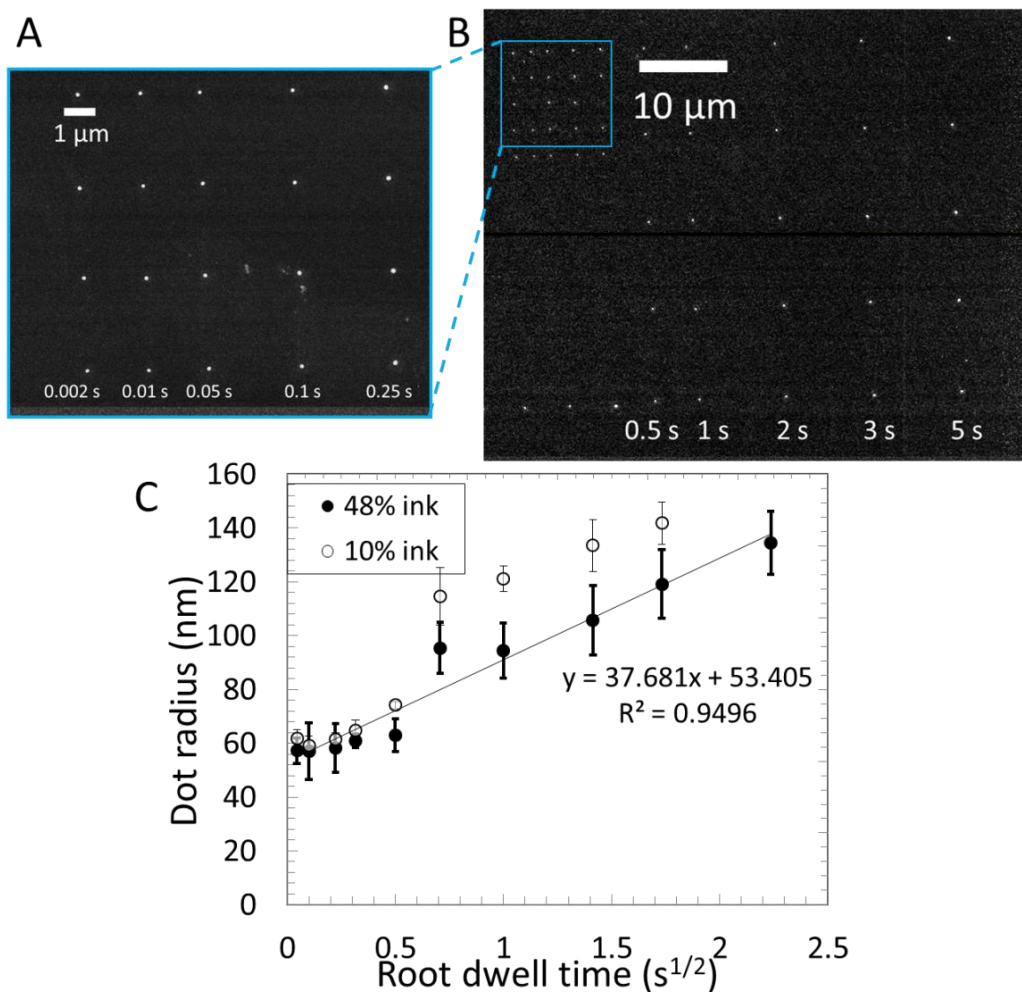 A
B
1 μm
10 μm
0.002 s 0.01 s 0.05 s 0.1 s 0.25 s
0.5 s 1 s 2 s 3 s 5 s
C
160
140
120
100
80
60
40
20
0
Dot radius (nm)
48% ink
10% ink
y = 37.681x + 53.405
R² = 0.9496
0 0.5 1 1.5 2 2.5
Root dwell time (s^{1/2})